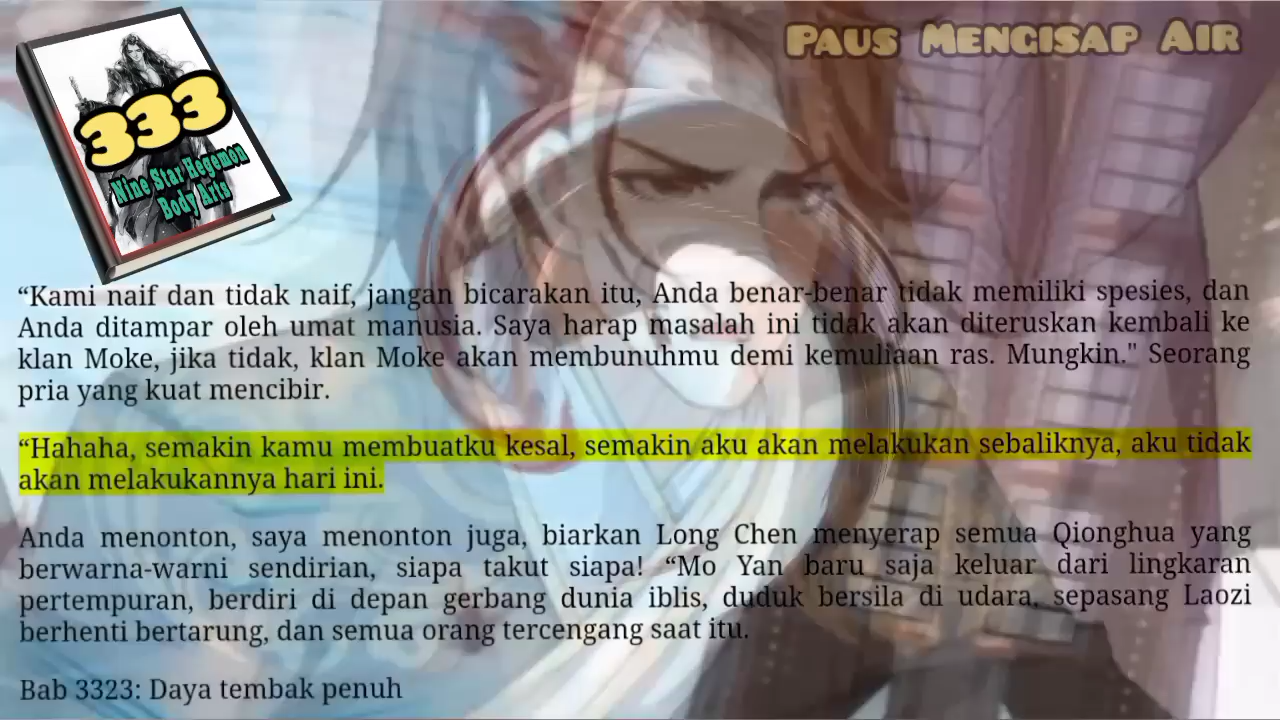 Paus Mengisap Air
333
Nine Star Hegemon
Body Arts
“Kami naif dan tidak naif, jangan bicarakan itu, Anda benar-benar tidak memiliki spesies, dan
Anda ditampar oleh umat manusia. Saya harap masalah ini tidak akan diteruskan kembali ke
klan Moke, jika tidak, klan Moke akan membunuhmu demi kemuliaan ras. Mungkin." Seorang
pria yang kuat mencibir.
“Hahaha, semakin kamu membuatku kesal, semakin aku akan melakukan sebaliknya, aku tidak
akan melakukannya hari ini.
Anda menonton, saya menonton juga, biarkan Long Chen menyerap semua Qionghua yang
berwarna-warni sendirian, siapa takut siapa! “Mo Yan baru saja keluar dari lingkaran
pertempuran, berdiri di depan gerbang dunia iblis, duduk bersila di udara, sepasang Laozi
berhenti bertarung, dan semua orang tercengang saat itu.
Bab 3323: Daya tembak penuh